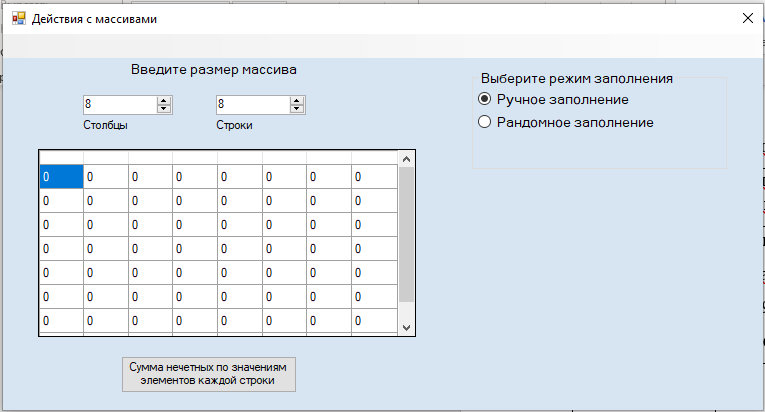 Действия с массивами
Введите размер массива
Выберите режим заполнения
8 8
Ручное заполнение
Столбцы Строки
Рандомное заполнение
0 0 0 0 0 0 0 0
0 0 0 0 0 0 0 0
0 0 0 0 0 0 0 0
0 0 0 0 0 0 0 0
0 0 0 0 0 0 0 0
0 0 0 0 0 0 0 0
0 0 0 0 0 0 0 0
Сумма нечетных по значениям
элементов каждой строки